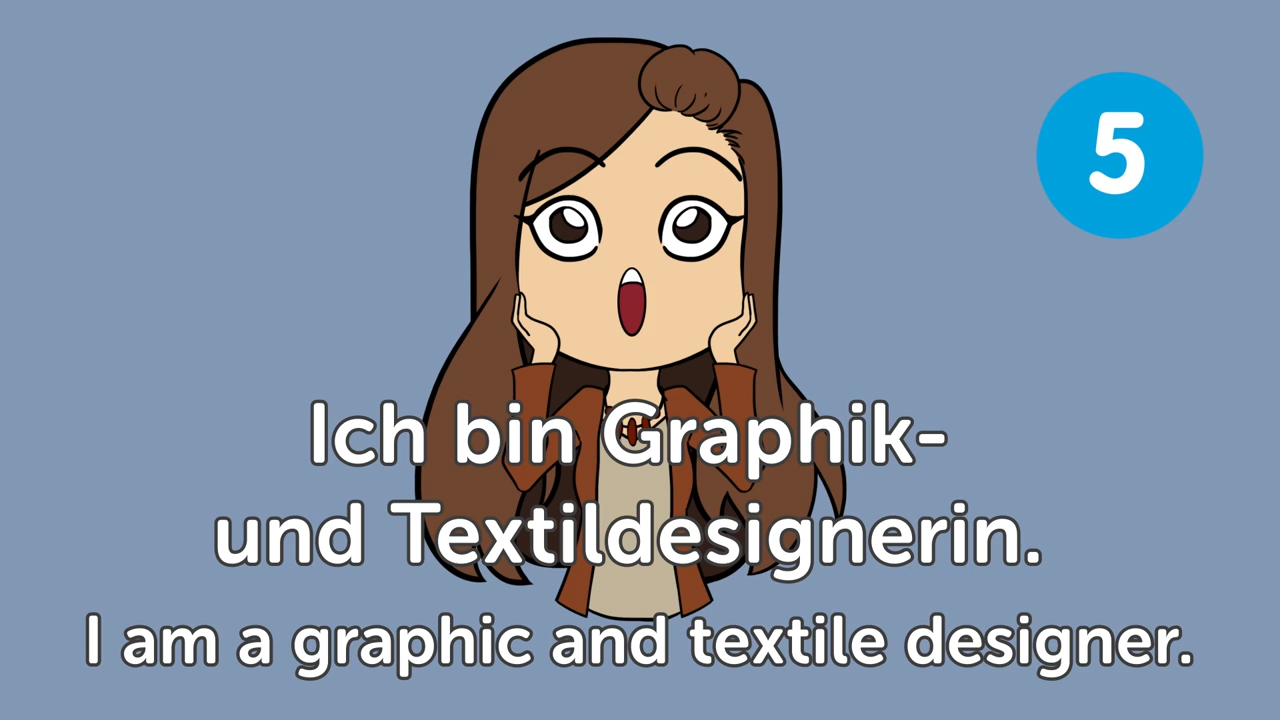 5
Ich bin Graphik-
und Textildesignerin.
I am a graphic and textile designer.